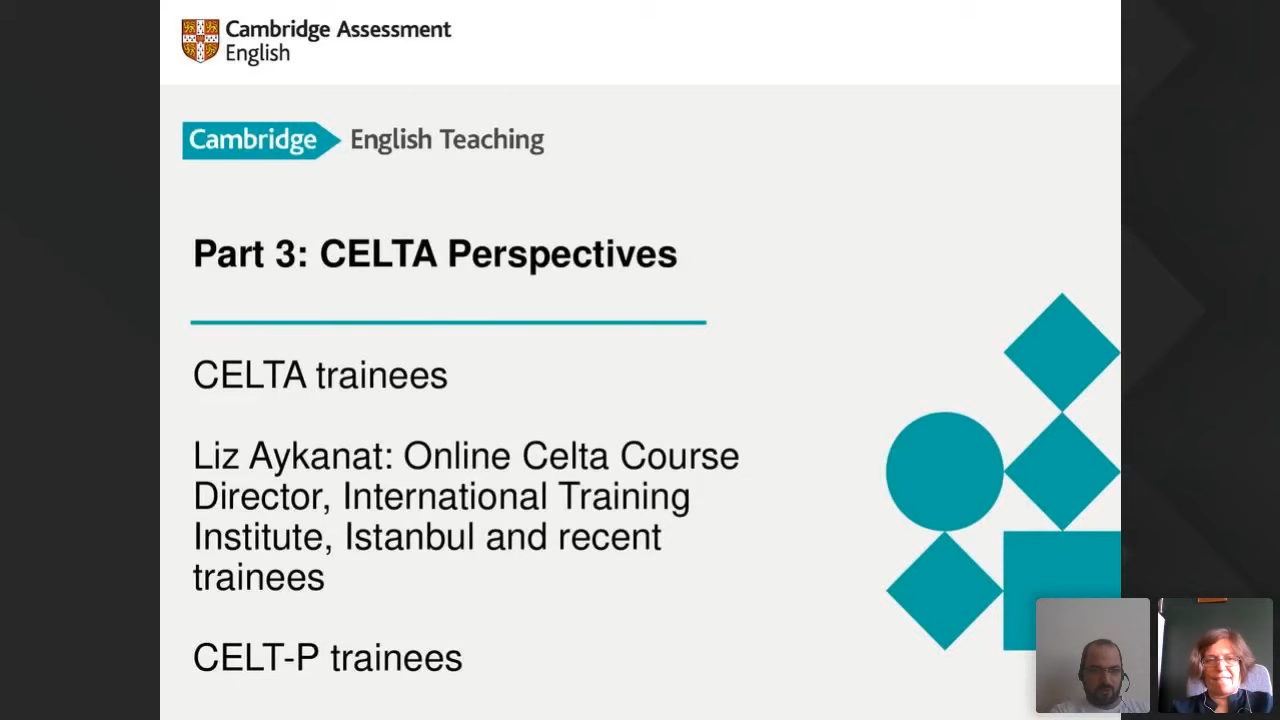 Cambridge Assessment
English
Cambridge English Teaching
Part 3: CELTA Perspectives
CELTA trainees
Liz Aykanat: Online Celta Course
Director, International Training
Institute, Istanbul and recent
trainees
CELT-P trainees